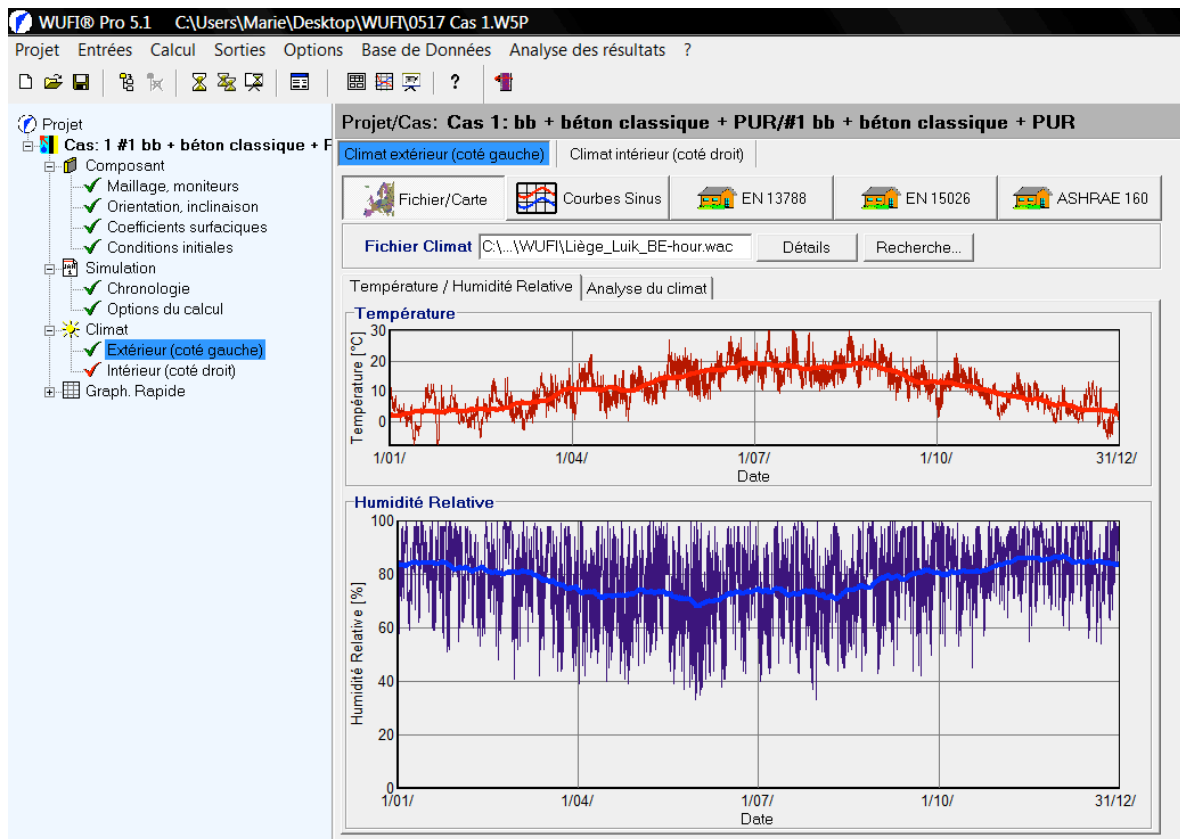 WUFI® Pro 5.1 C:\Users\Marie\Desktop\WUFI\0517 Cas 1.W5P
Projet Entrées Calcul Sorties Options Base de Données Analyse des résultats ?
?
Projet
Cas: 1 #1 bb + béton classique + F
Composant
Maillage, moniteurs
Orientation, inclinaison
Coefficients surfaciques
Conditions initiales
Simulation
Chronologie
Options du calcul
Climat
Extérieur (coté gauche)
Intérieur (coté droit)
Graph. Rapide
Projet/Cas: Cas 1: bb + béton classique + PUR/#1 bb + béton classique + PUR
Climat extérieur (coté gauche) Climat intérieur (coté droit)
Fichier/Carte Courbes Sinus EN 13788 EN 15026 ASHRAE 160
Fichier Climat C:\...\WUFI\Liège_Luik_BE-hour.wac Détails Recherche...
Température / Humidité Relative Analyse du climat
Température
Température [°C]
30
20
10
0
1/01/ 1/04/ 1/07/ 1/10/ 31/12/
Date
Humidité Relative
Humidité Relative [%]
100
80
60
40
20
0
1/01/ 1/04/ 1/07/ 1/10/ 31/12/
Date